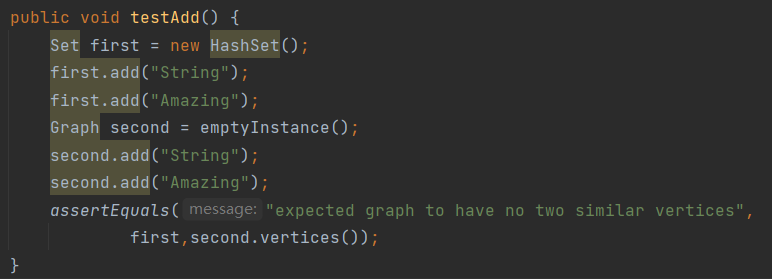 public void testAdd() {
    Set first = new HashSet();
    first.add("String");
    first.add("Amazing");
    Graph second = emptyInstance();
    second.add("String");
    second.add("Amazing");
    assertEquals( message: "expected graph to have no two similar vertices",
            first,second.vertices());
}